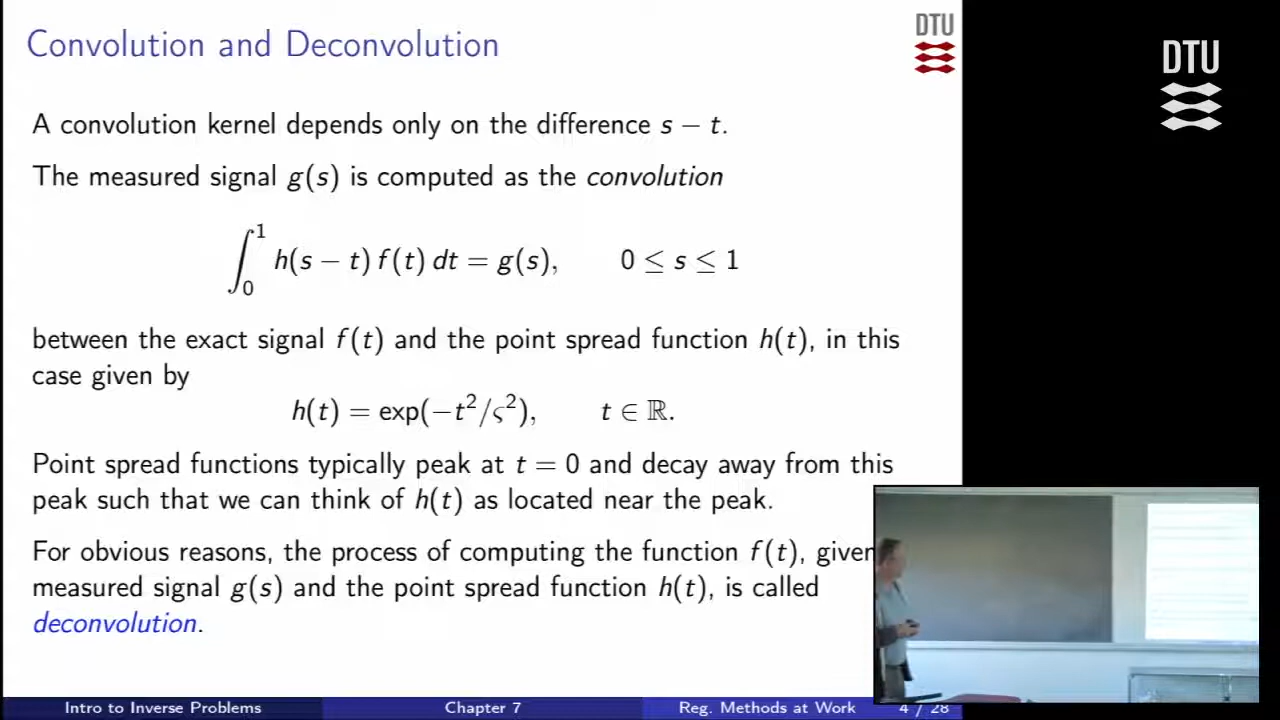 Convolution and Deconvolution
DTU
DTU
A convolution kernel depends only on the difference s − t.
The measured signal g(s) is computed as the convolution
∫₀¹ h(s − t) f(t) dt = g(s), 0 ≤ s ≤ 1
between the exact signal f(t) and the point spread function h(t), in this
case given by
h(t) = exp(−t²/ς²), t ∈ ℝ.
Point spread functions typically peak at t = 0 and decay away from this
peak such that we can think of h(t) as located near the peak.
For obvious reasons, the process of computing the function f(t), given
measured signal g(s) and the point spread function h(t), is called
deconvolution.
Intro to Inverse Problems Chapter 7 Reg. Methods at Work 4 / 28